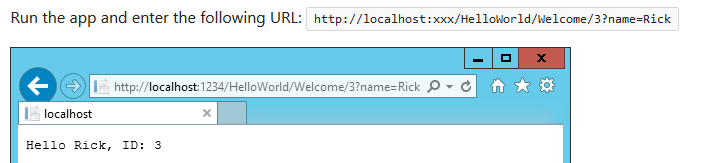 Run the app and enter the following URL: http://localhost:xxx/HelloWorld/Welcome/3?name=Rick
http://localhost:1234/HelloWorld/Welcome/3?name=Rick
localhost
Hello Rick, ID: 3